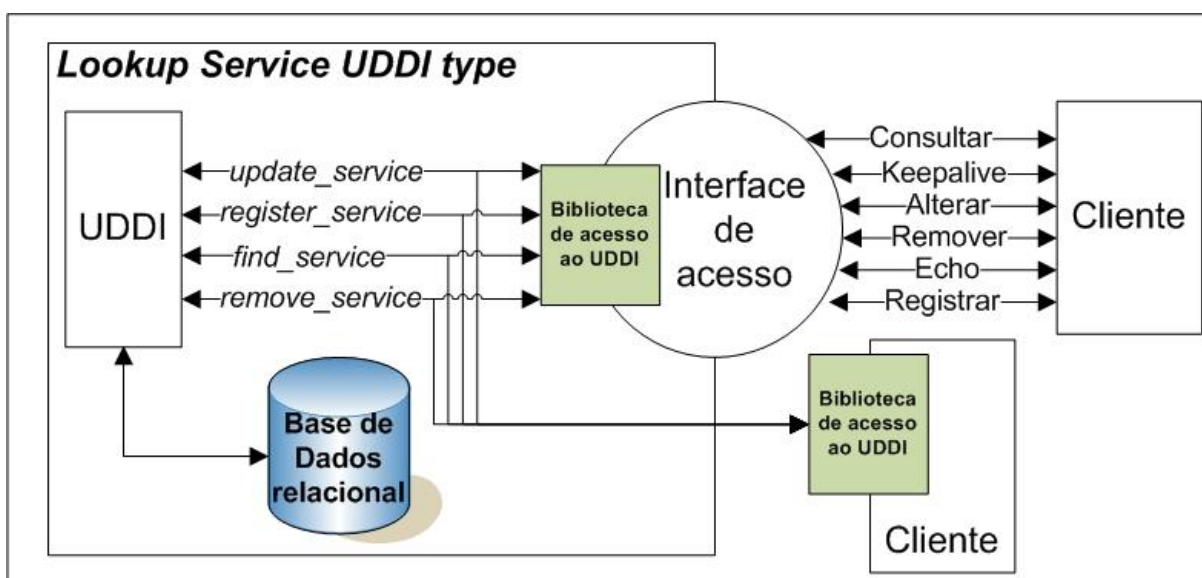 Lookup Service UDDI type
UDDI
update_service
register_service
find_service
remove_service
Biblioteca
de acesso
ao UDDI
Interface
de
acesso
Consultar
Keepalive
Alterar
Remover
Echo
Registrar
Cliente
Base de
Dados
relacional
Biblioteca
de acesso
ao UDDI
Cliente